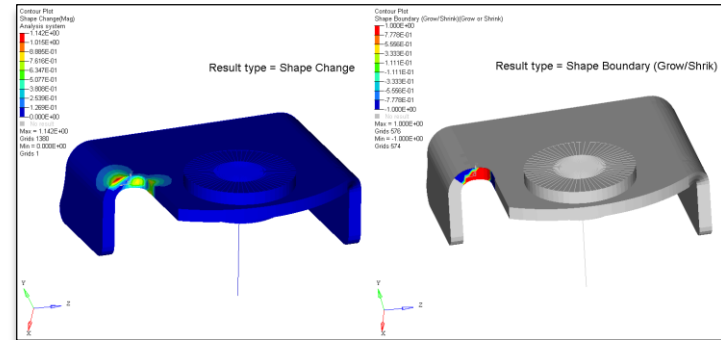 Contour Plot
Shape Change(Mag)
Analysis system
1.142E+00
1.015E+00
8.885E-01
7.616E-01
6.347E-01
5.077E-01
3.808E-01
2.539E-01
1.269E-01
0.000E+00
No result
Max = 1.142E+00
Grids 1380
Min = 0.000E+00
Grids 1
Result type = Shape Change
Y
Z
X
Contour Plot
Shape Boundary (Grow/Shrink)(Grow or Shrink)
1.000E+00
7.778E-01
5.556E-01
3.333E-01
1.111E-01
-1.111E-01
-3.333E-01
-5.556E-01
-7.778E-01
-1.000E+00
No result
Max = 1.000E+00
Grids 576
Min = -1.000E+00
Grids 574
Result type = Shape Boundary (Grow/Shrik)
Y
Z
X